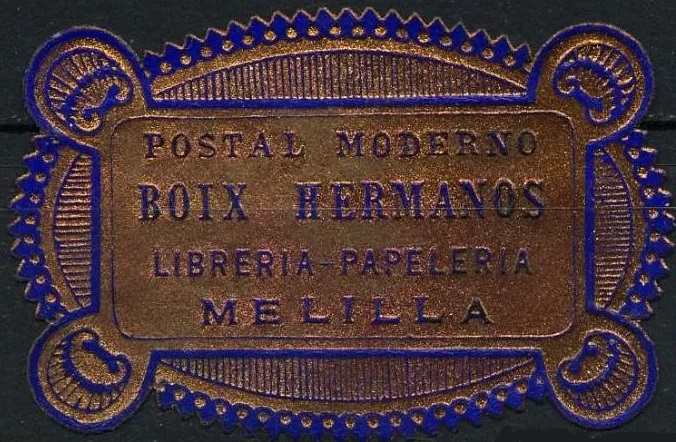 POSTAL MODERNO
BOIX HERMANOS
LIBRERIA-PAPELERIA
MELILLA